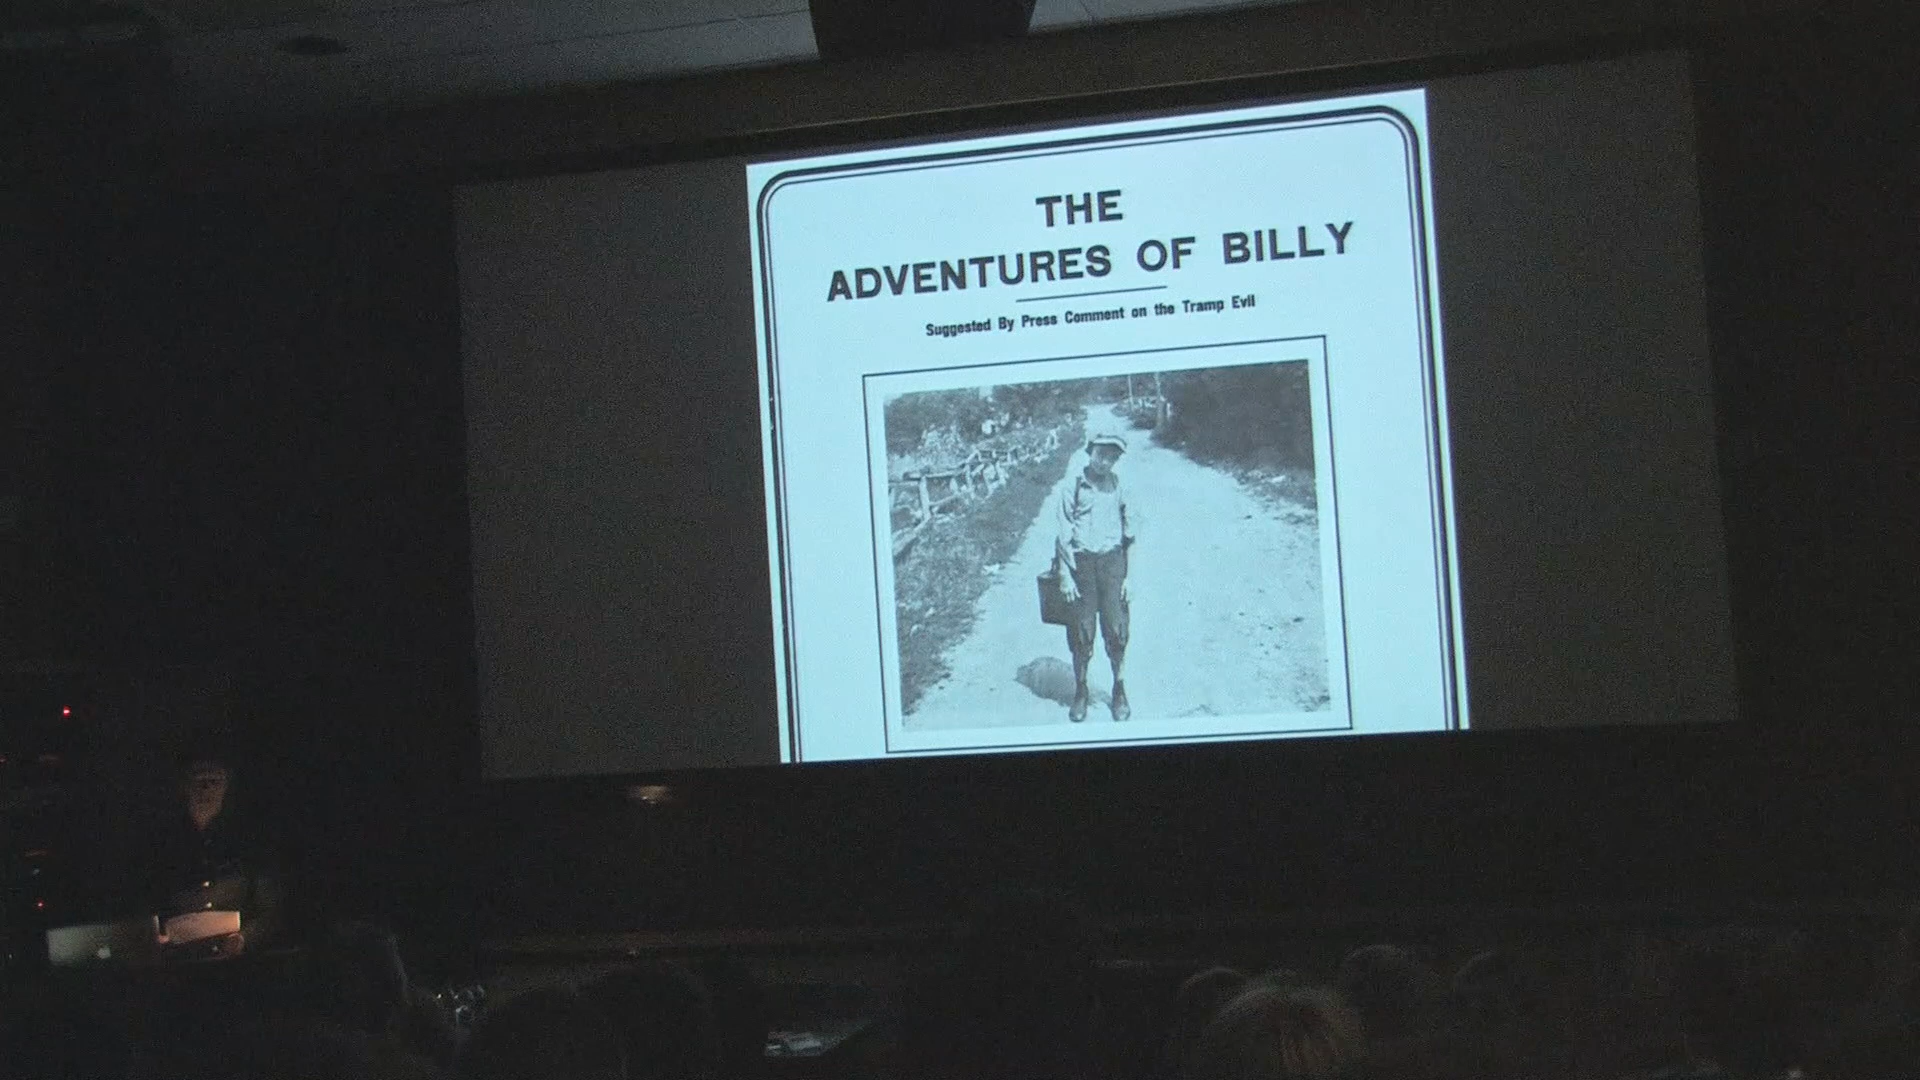 THE
ADVENTURES OF BILLY
Suggested By Press Comment on the Tramp Evil